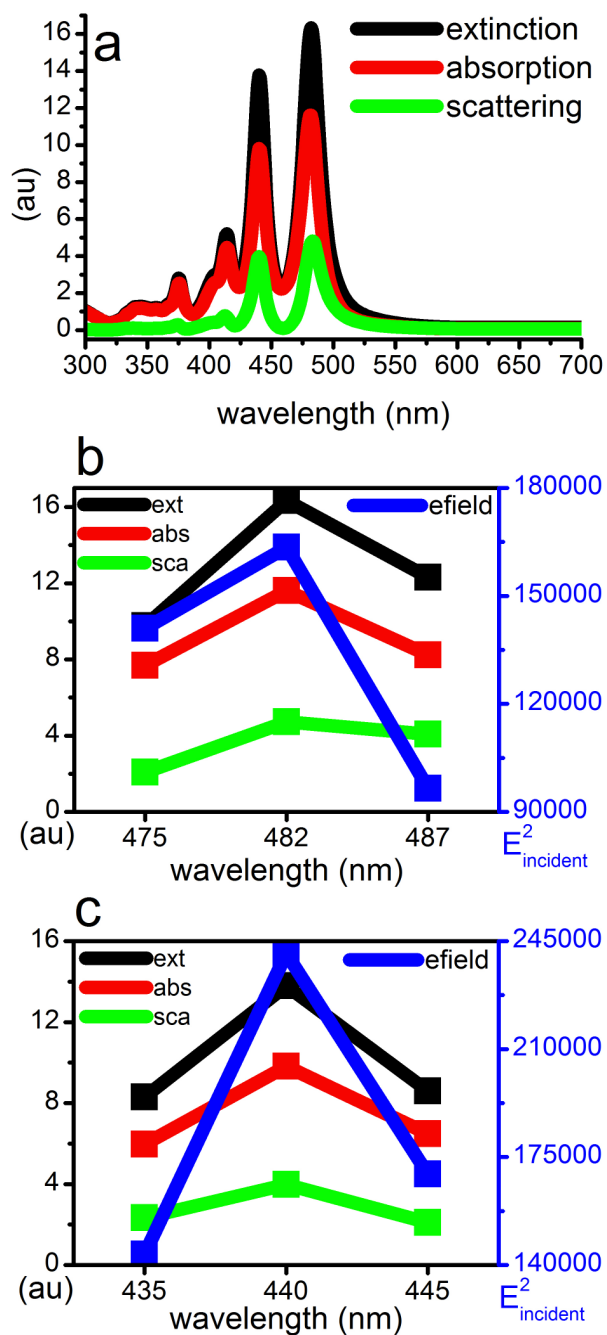 a
extinction
absorption
scattering
(au)
16
14
12
10
8
6
4
2
0
300 350 400 450 500 550 600 650 700
wavelength (nm)
b
ext
abs
sca
efield
16
12
8
4
0
180000
160000
120000
90000
(au)
475 482 487
wavelength (nm)
E²incident
c
ext
abs
sca
efield
16
12
8
4
0
245000
210000
175000
140000
(au)
435 440 445
wavelength (nm)
E²incident